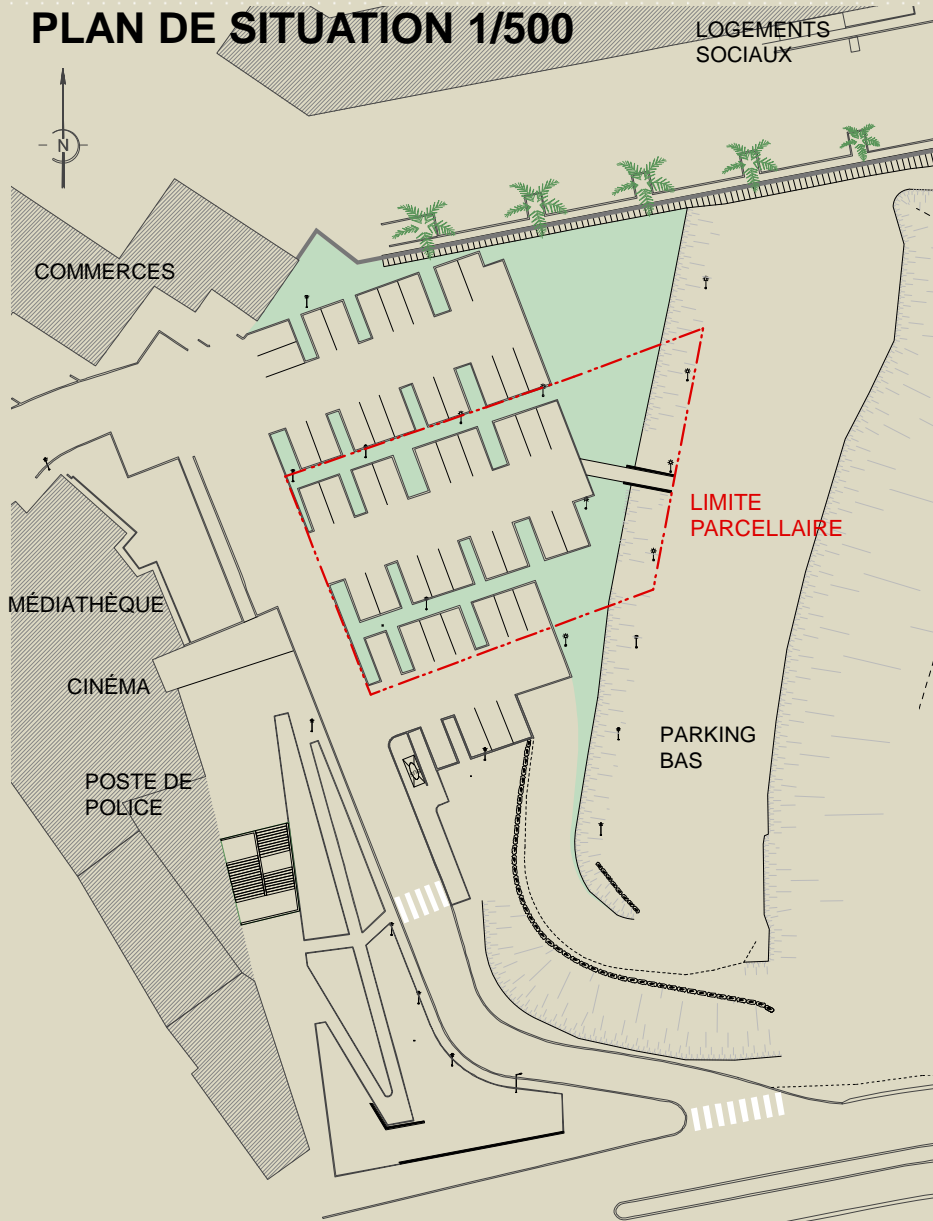 PLAN DE SITUATION 1/500
LOGEMENTS
SOCIAUX
N
COMMERCES
LIMITE
PARCELLAIRE
MÉDIATHÈQUE
CINÉMA
PARKING
BAS
POSTE DE
POLICE